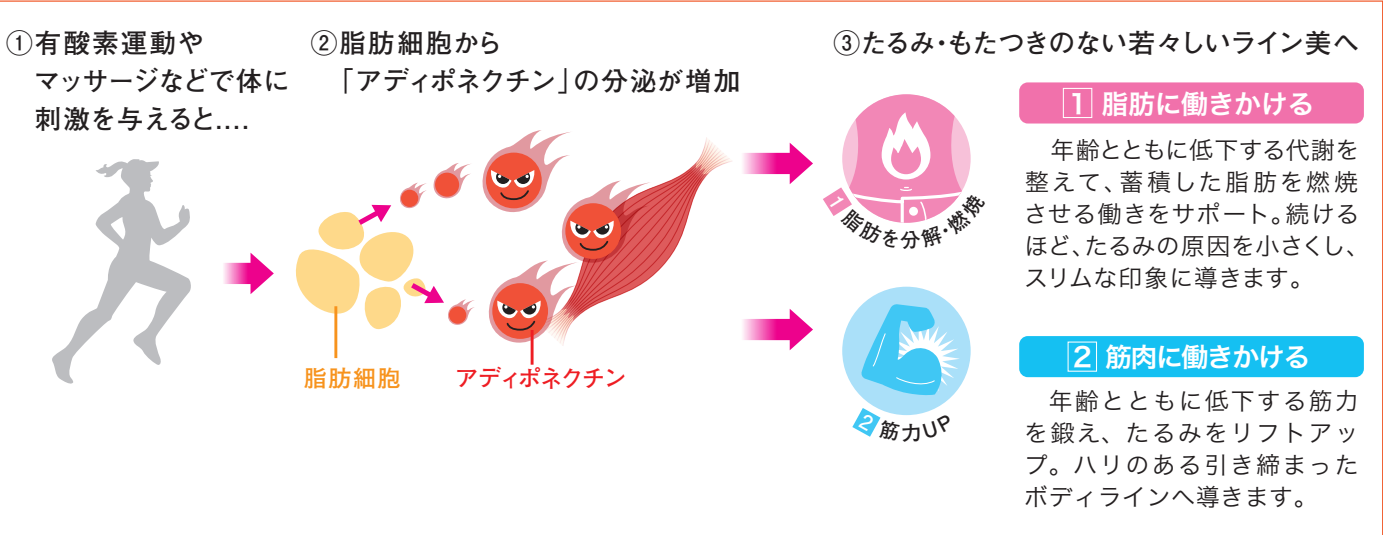 ①有酸素運動や
マッサージなどで体に
刺激を与えると....
②脂肪細胞から
「アディポネクチン」の分泌が増加
脂肪細胞
アディポネクチン
③たるみ・もたつきのない若々しいライン美へ
1 脂肪を分解・燃焼
1 脂肪に働きかける
年齢とともに低下する代謝を
整えて、蓄積した脂肪を燃焼
させる働きをサポート。続ける
ほど、たるみの原因を小さくし、
スリムな印象に導きます。
2 筋力UP
2 筋肉に働きかける
年齢とともに低下する筋力
を鍛え、たるみをリフトアッ
プ。ハリのある引き締まった
ボディラインへ導きます。